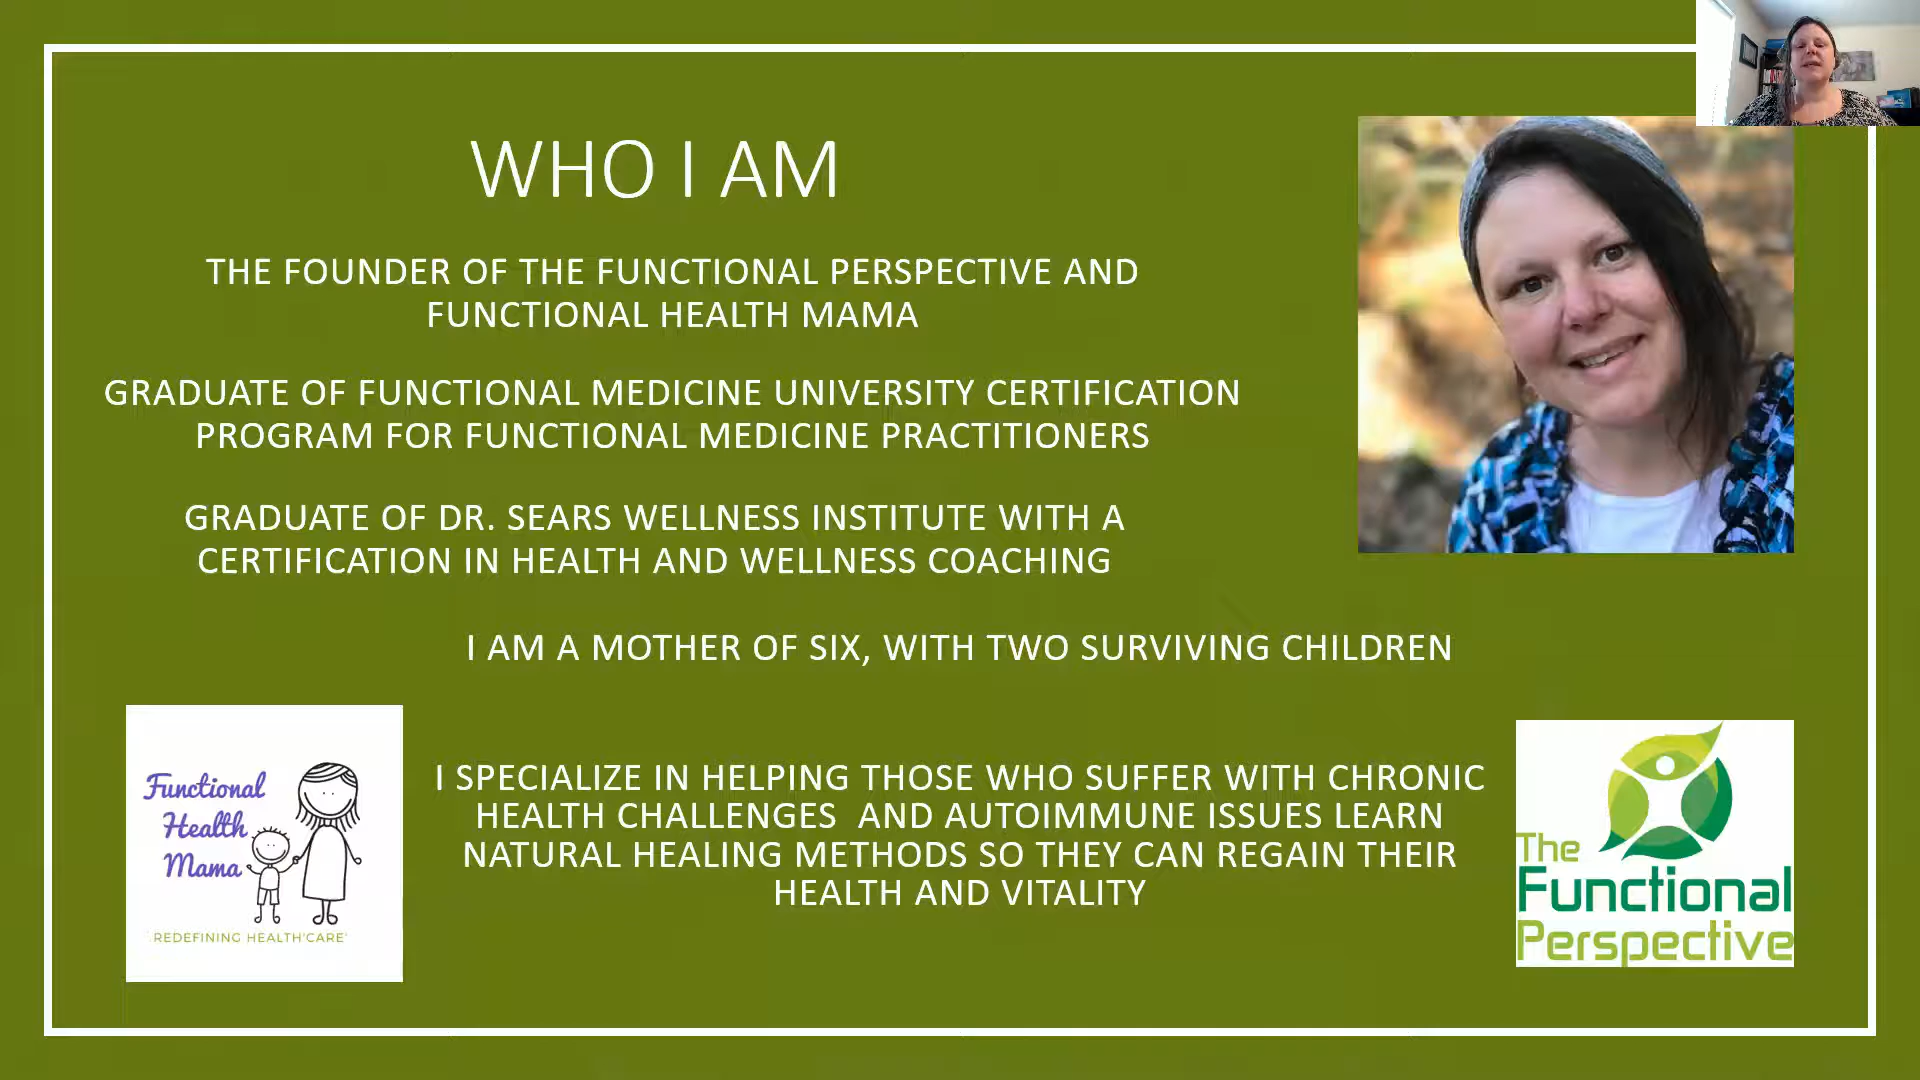 WHO I AM
THE FOUNDER OF THE FUNCTIONAL PERSPECTIVE AND
FUNCTIONAL HEALTH MAMA
GRADUATE OF FUNCTIONAL MEDICINE UNIVERSITY CERTIFICATION
PROGRAM FOR FUNCTIONAL MEDICINE PRACTITIONERS
GRADUATE OF DR. SEARS WELLNESS INSTITUTE WITH A
CERTIFICATION IN HEALTH AND WELLNESS COACHING
I AM A MOTHER OF SIX, WITH TWO SURVIVING CHILDREN
Functional
Health
Mama
"REDEFINING HEALTH'CARE'
I SPECIALIZE IN HELPING THOSE WHO SUFFER WITH CHRONIC
HEALTH CHALLENGES AND AUTOIMMUNE ISSUES LEARN
NATURAL HEALING METHODS SO THEY CAN REGAIN THEIR
HEALTH AND VITALITY
The
Functional
Perspective